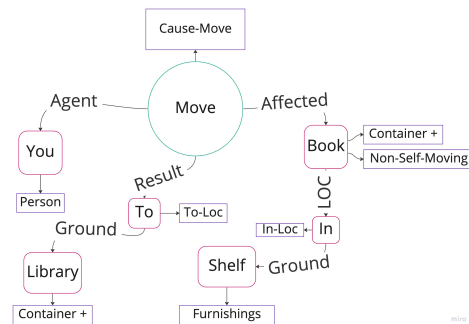 Cause-Move
Move
Agent
Affected
You
Book
Container +
Non-Self-Moving
Person
Result
LOC
To
To-Loc
In
In-Loc
Ground
Library
Container +
Shelf
Ground
Furnishings
miro